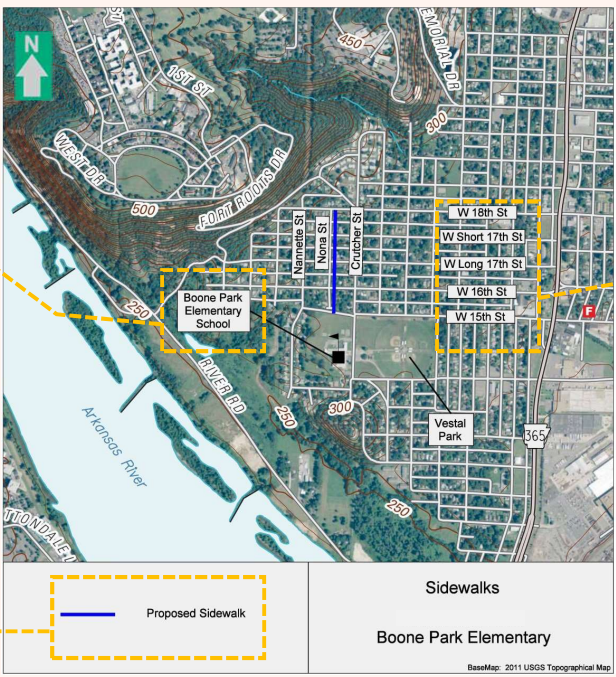 N
1ST ST
450
EMORIAL DR
300
WEST DR
500
FORT ROOTS DR
Nannette St
Nona St
Crutcher St
W 18th St
W Short 17th St
W Long 17th St
W 16th St
W 15th St
F
250
Boone Park
Elementary
School
RIVER RD
Arkansas River
250
300
Vestal
Park
365
250
TTONDALE L
Proposed Sidewalk
Sidewalks
Boone Park Elementary
BaseMap: 2011 USGS Topographical Map